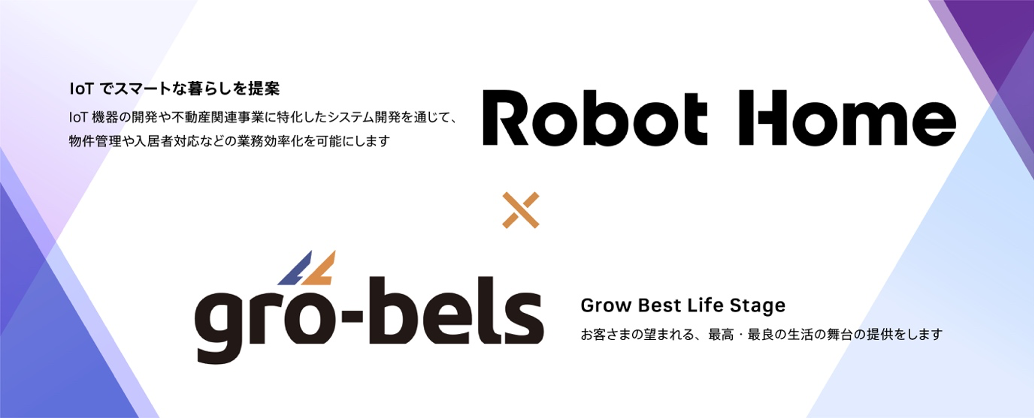 IoT でスマートな暮らしを提案
IoT 機器の開発や不動産関連事業に特化したシステム開発を通じて、
物件管理や入居者対応などの業務効率化を可能にします
Robot Home
gro-bels
Grow Best Life Stage
お客さまの望まれる、最高・最良の生活の舞台の提供をします